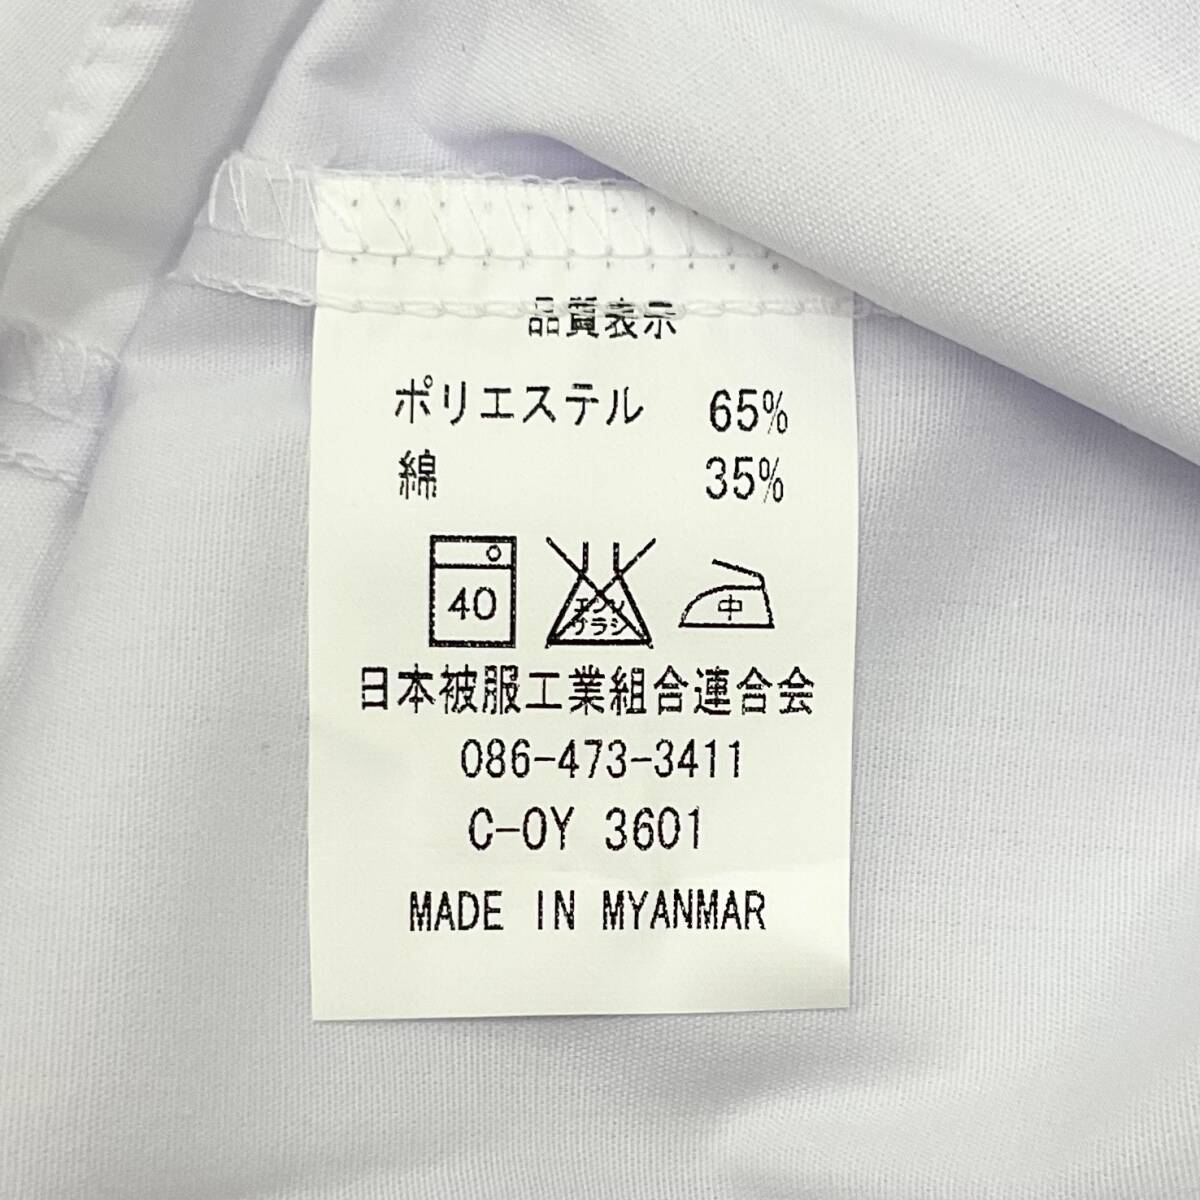 品質表示
ポリエステル 65%
綿 35%
40 エンソサラシ 中
日本被服工業組合連合会
086-473-3411
C-OY 3601
MADE IN MYANMAR